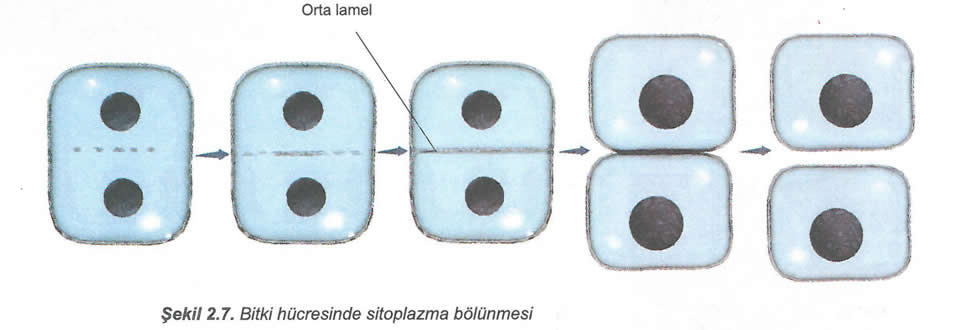 Orta lamel
Şekil 2.7. Bitki hücresinde sitoplazma bölünmesi